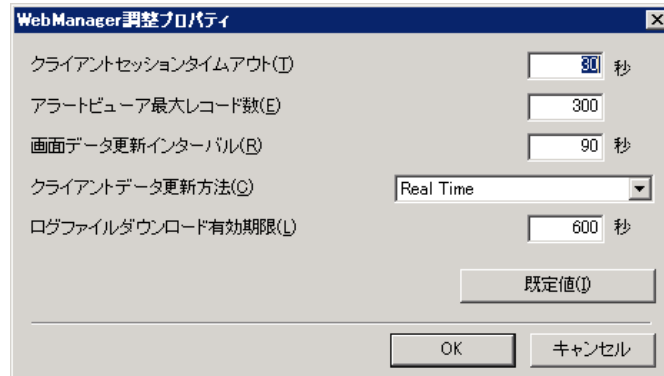 WebManager調整プロパティ
クライアントセッションタイムアウト(T) 30 秒
アラートビューア最大レコード数(E) 300
画面データ更新インターバル(R) 90 秒
クライアントデータ更新方法(C) Real Time
ログファイルダウンロード有効期限(L) 600 秒
既定値(I)
OK キャンセル